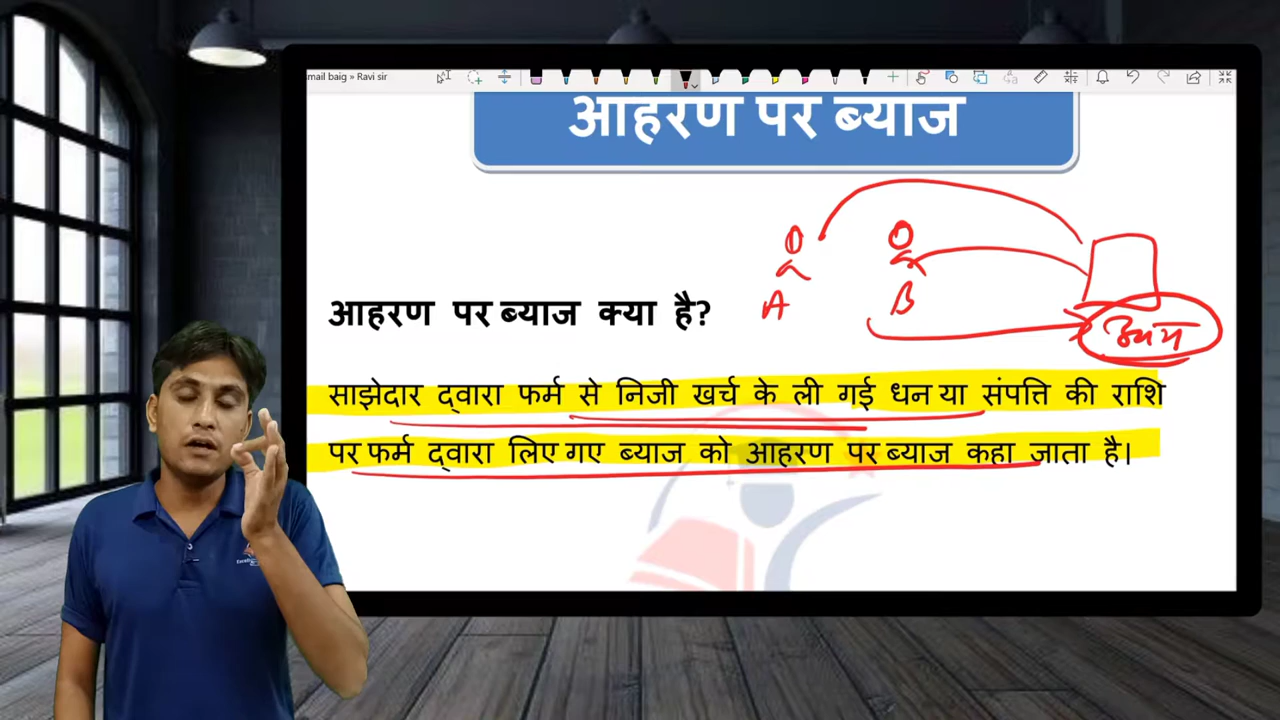 mail baig » Ravi sir
आहरण पर ब्याज
A B
आहरण पर ब्याज क्या है?
साझेदार द्वारा फर्म से निजी खर्च के ली गई धन या संपत्ति की राशि
पर फर्म द्वारा लिए गए ब्याज को आहरण पर ब्याज कहा जाता है।